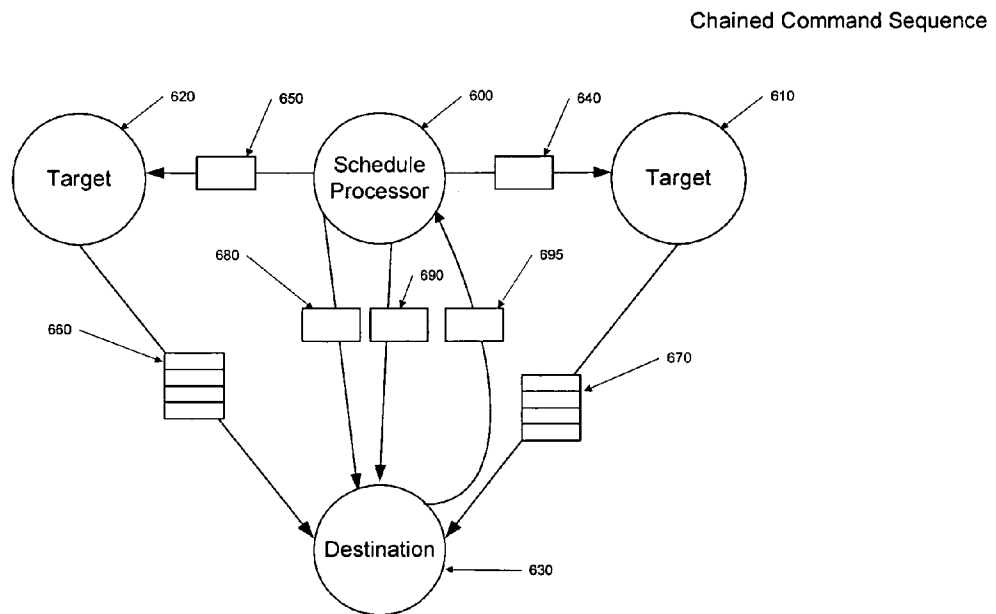 Chained Command Sequence
620
650
600
640
610
Target
Schedule
Processor
Target
680
690
695
660
670
Destination
630